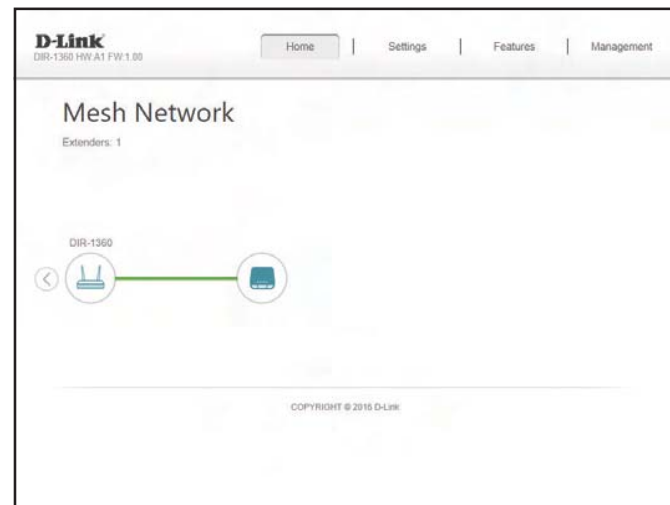 D-Link
DIR-1360 HW:A1 FW:1.00
Home | Settings | Features | Management
Mesh Network
Extenders: 1
DIR-1360
COPYRIGHT © 2016 D-Link